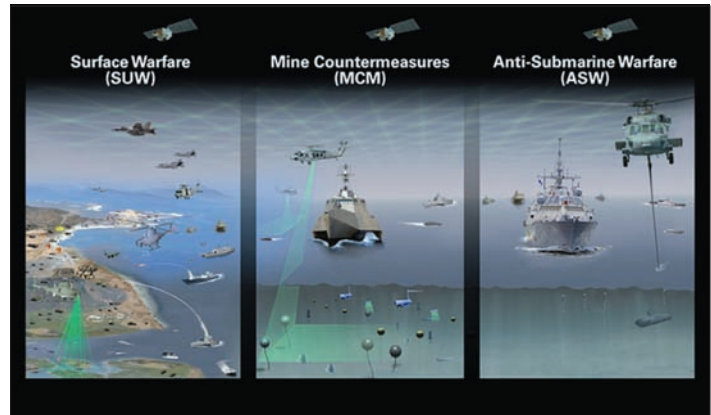 Surface Warfare
(SUW)
Mine Countermeasures
(MCM)
Anti-Submarine Warfare
(ASW)